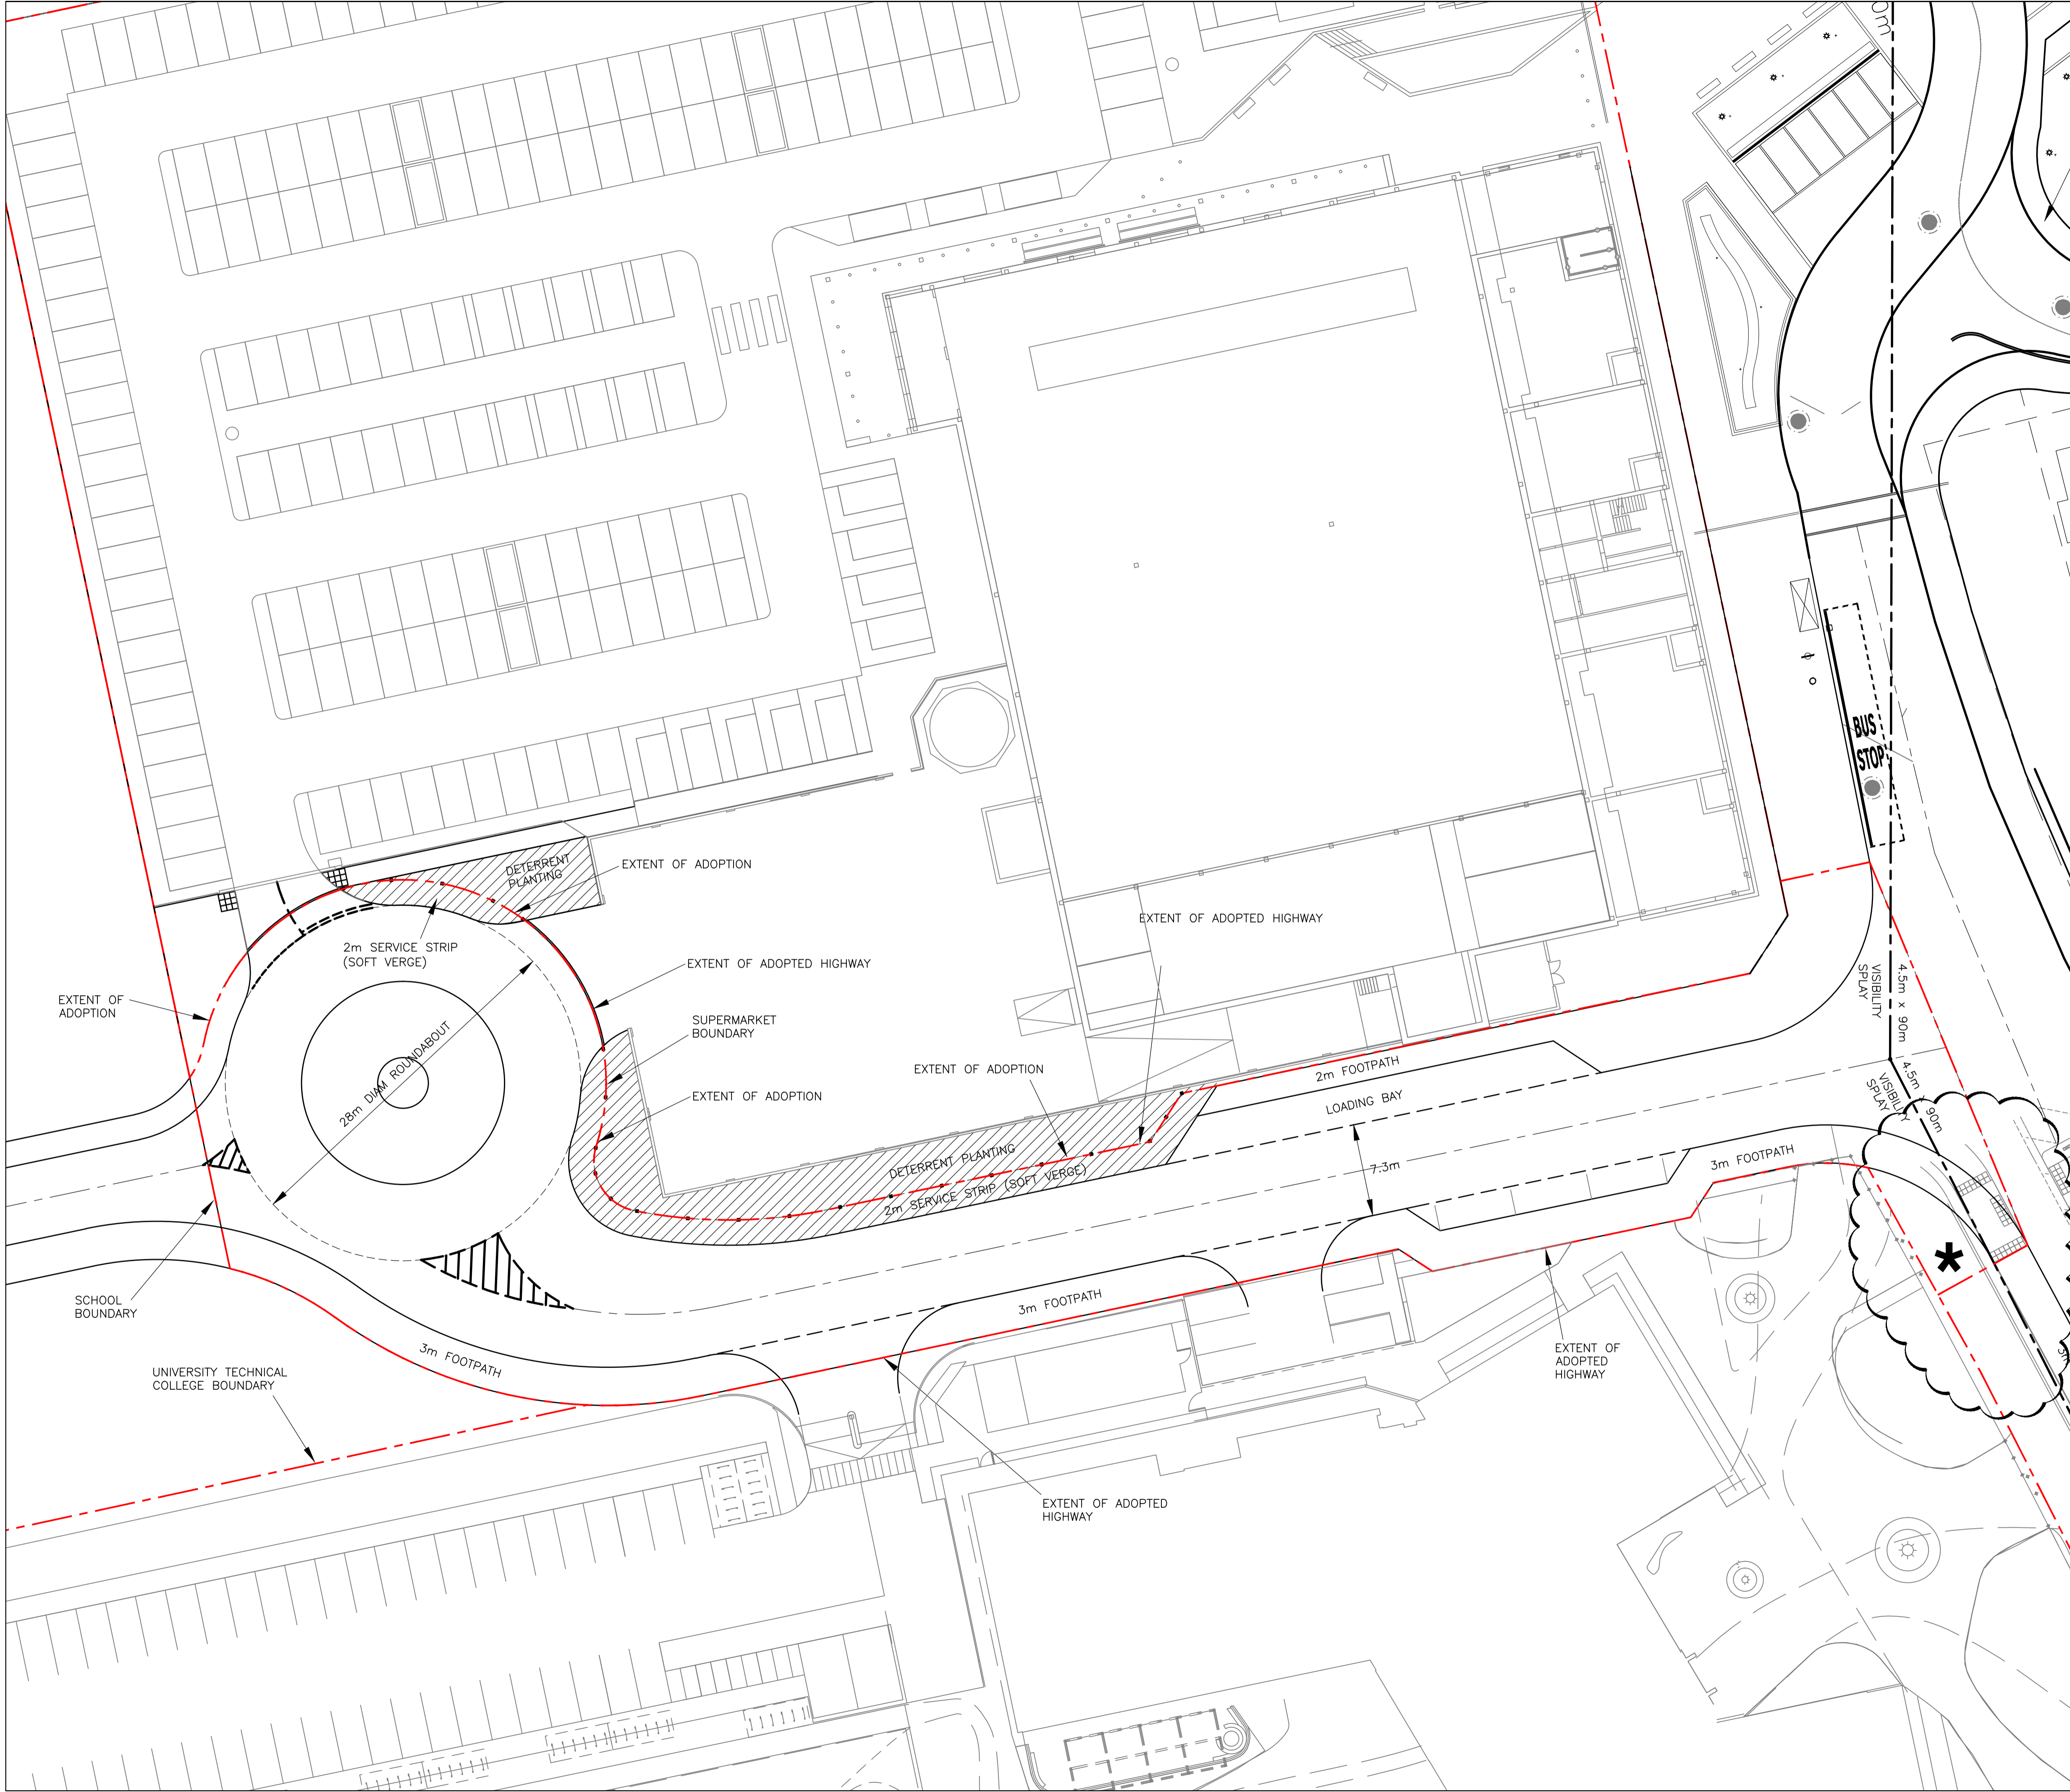 0m
BUS
STOP
DETERRENT
PLANTING
EXTENT OF ADOPTION
EXTENT OF ADOPTED HIGHWAY
2m SERVICE STRIP
(SOFT VERGE)
EXTENT OF ADOPTED HIGHWAY
EXTENT OF
ADOPTION
SUPERMARKET
BOUNDARY
28m DIAM ROUNDABOUT
4.5m x 90m
VISIBILITY
SPLAY
EXTENT OF ADOPTION
2m FOOTPATH
EXTENT OF ADOPTION
LOADING BAY
4.5m x 90m
VISIBILITY
SPLAY
DETERRENT PLANTING
2m SERVICE STRIP (SOFT VERGE)
7.3m
3m FOOTPATH
*
SCHOOL
BOUNDARY
3m FOOTPATH
3m FOOTPATH
EXTENT OF
ADOPTED
HIGHWAY
UNIVERSITY TECHNICAL
COLLEGE BOUNDARY
EXTENT OF ADOPTED
HIGHWAY